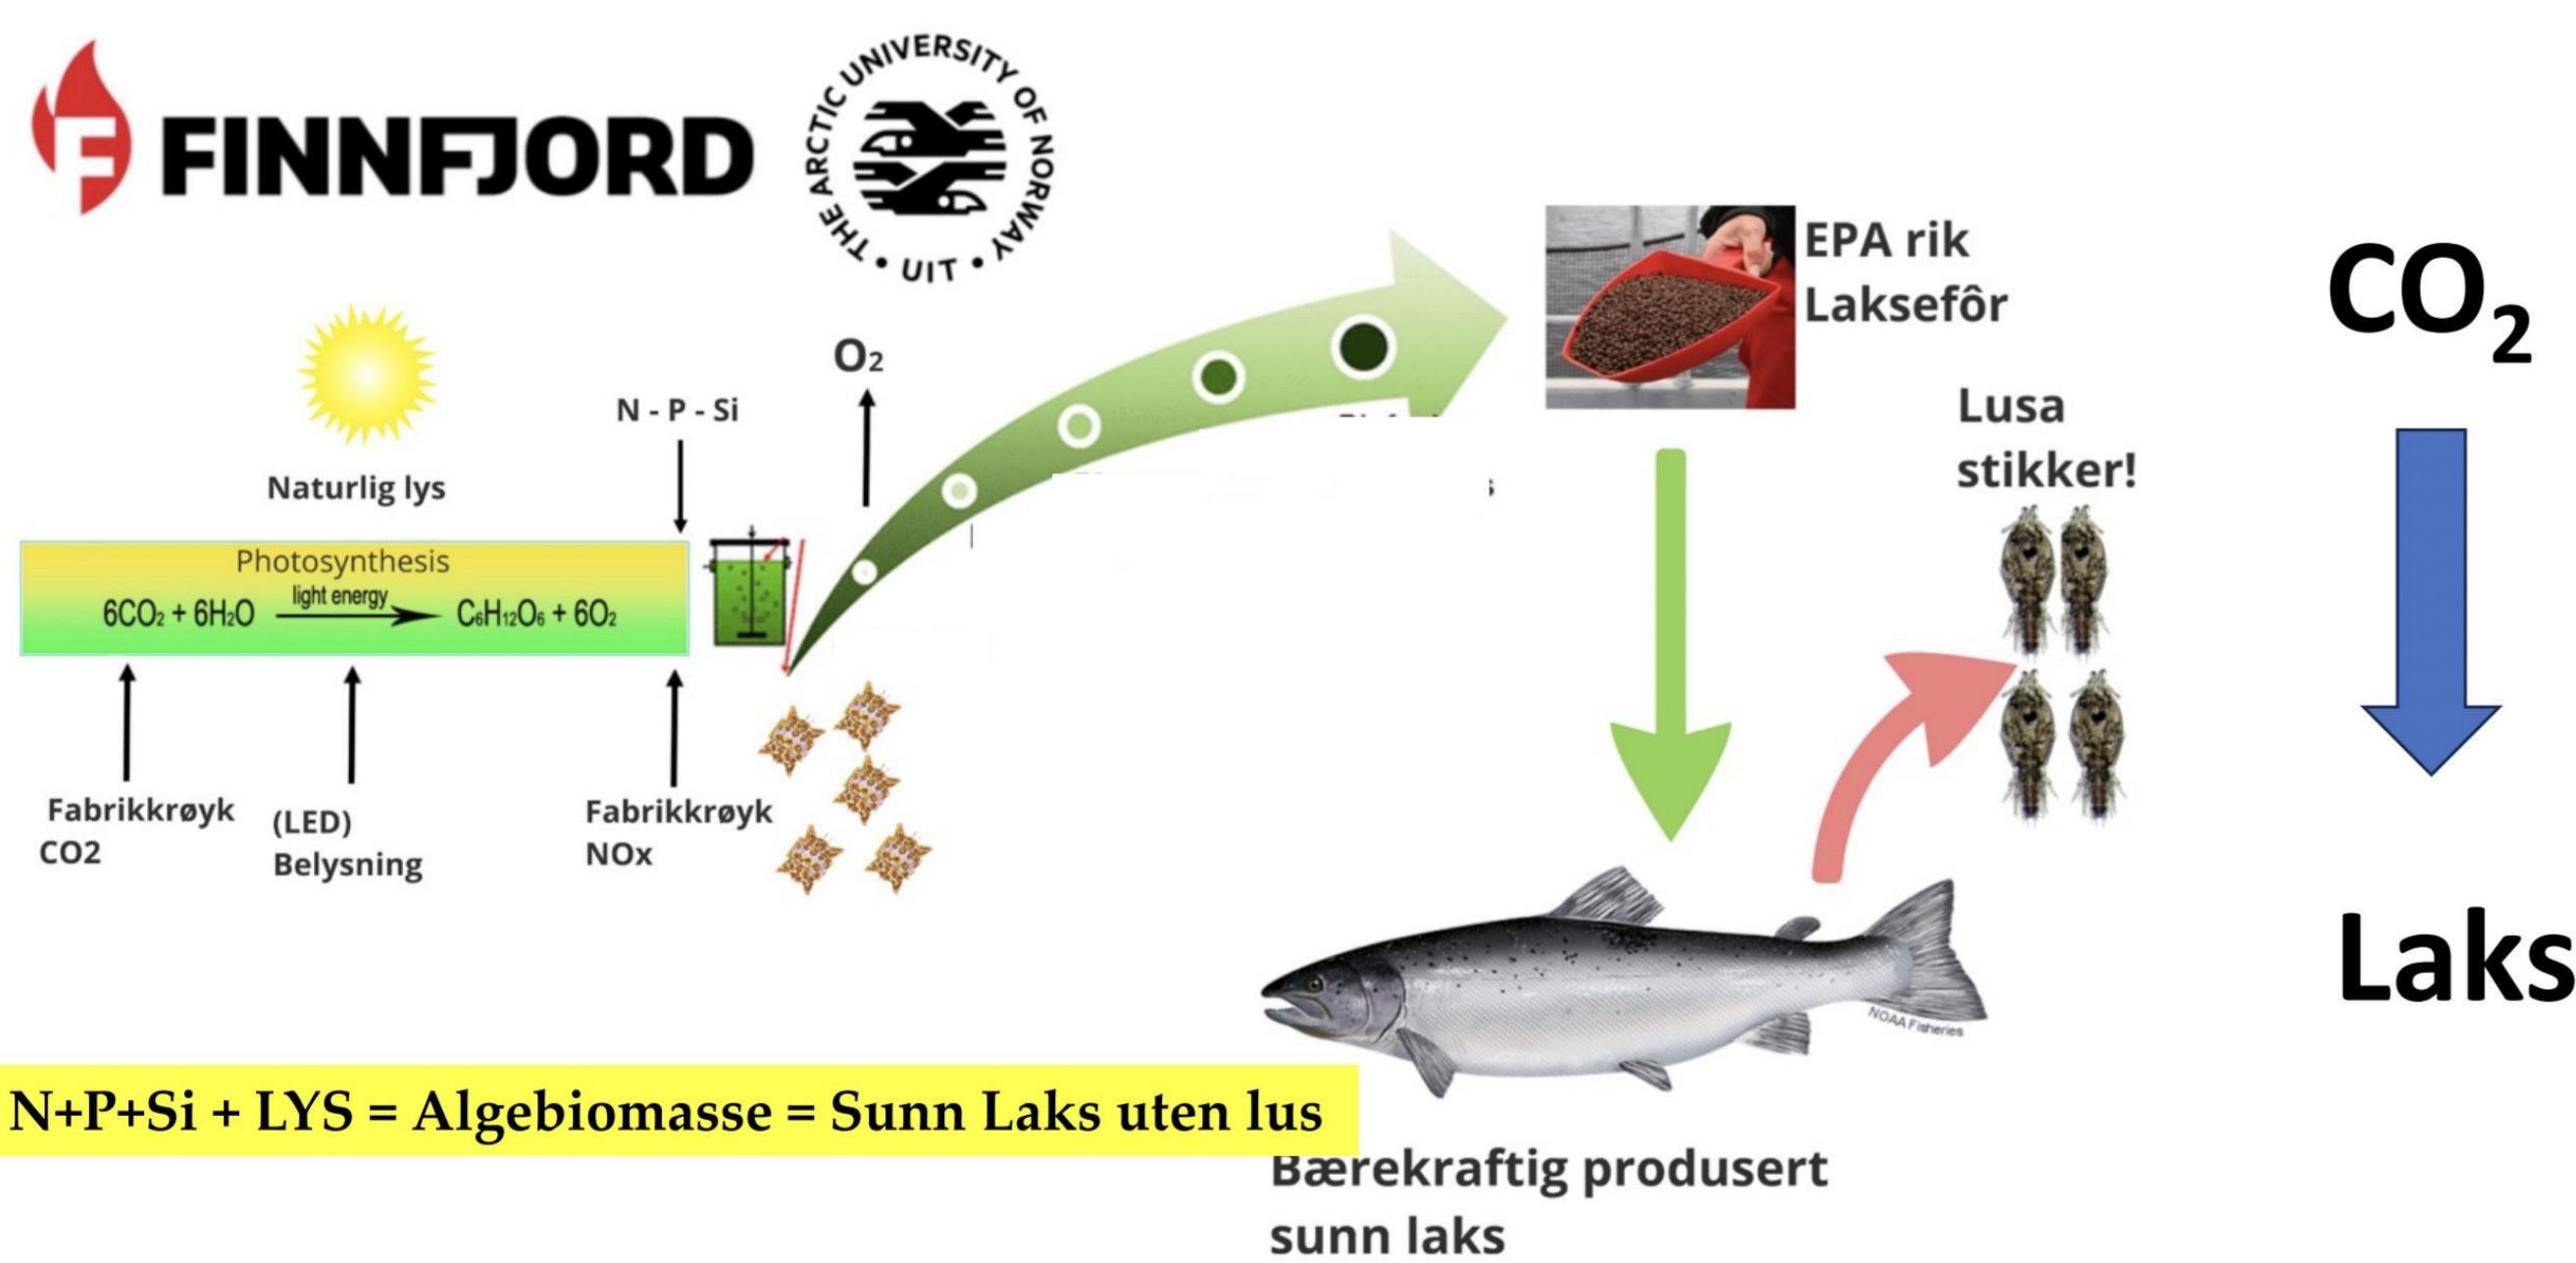 FINNFJORD
THE ARCTIC UNIVERSITY OF NORWAY • UIT •
EPA rik
Laksefôr
CO2
O2
N - P - Si
Lusa
stikker!
Naturlig lys
Photosynthesis
6CO2 + 6H2O light energy C6H12O6 + 6O2
Fabrikkrøyk
CO2
(LED)
Belysning
Fabrikkrøyk
NOx
Laks
NOAA Fisheries
N+P+Si + LYS = Algebiomasse = Sunn Laks uten lus
Bærekraftig produsert
sunn laks